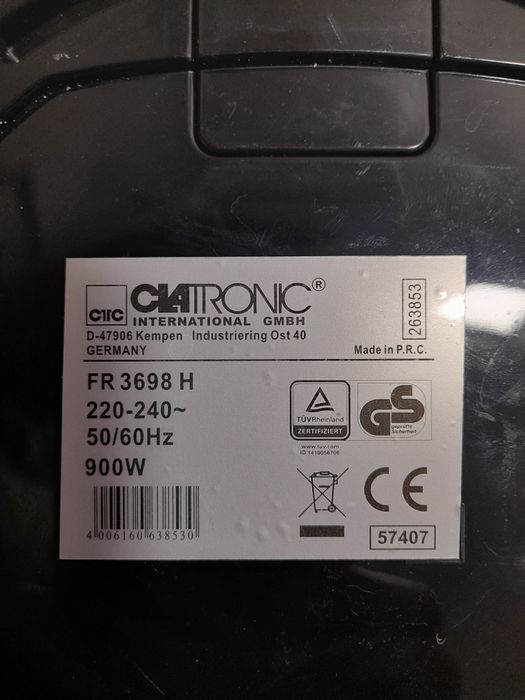 CTC CLATRONIC®
INTERNATIONAL GMBH
D-47906 Kempen Industriering Ost 40
GERMANY
Made in P.R.C.
263853
FR 3698 H
220-240~
50/60Hz
900W
4 006160 638530
TÜVRheinland
ZERTIFIZIERT
www.tuv.com
ID 1419056706
GS
geprüfte
Sicherheit
CE
57407